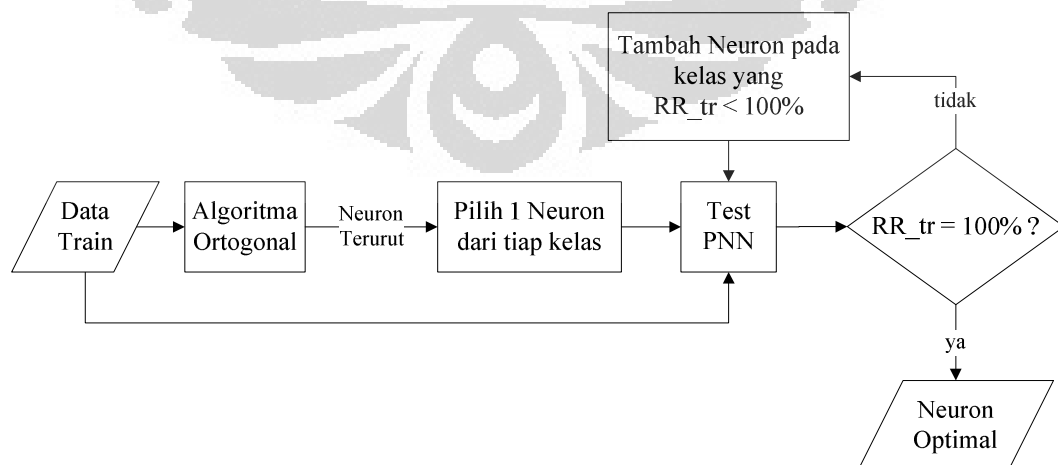 Tambah Neuron pada
kelas yang
RR_tr < 100%
tidak
Data
Train
Algoritma
Ortogonal
Neuron
Terurut
Pilih 1 Neuron
dari tiap kelas
Test
PNN
RR_tr = 100% ?
ya
Neuron
Optimal